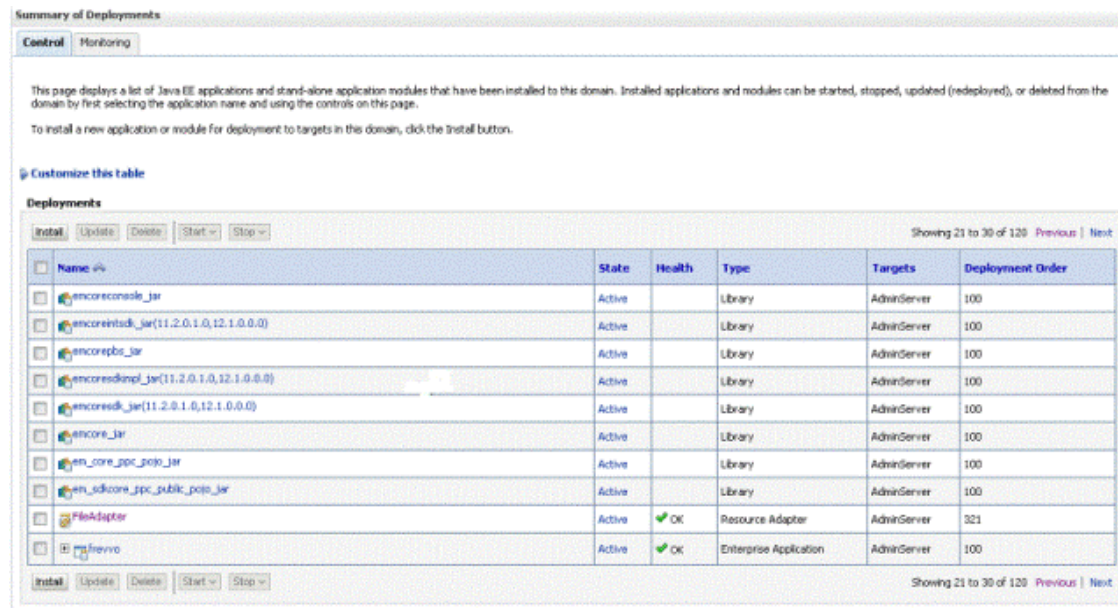 Summary of Deployments
Control Monitoring
This page displays a list of Java EE applications and stand-alone application modules that have been installed to this domain. Installed applications and modules can be started, stopped, updated (redeployed), or deleted from the
domain by first selecting the application name and using the controls on this page.
To install a new application or module for deployment to targets in this domain, click the Install button.
Customize this table
Deployments
Install Update Delete Start Stop Showing 21 to 30 of 120 Previous | Next
Name State Health Type Targets Deployment Order
emcoreconsole_jar Active Library AdminServer 100
emcoreintsdk_jar(11.2.0.1.0,12.1.0.0.0) Active Library AdminServer 100
emcorepbs_jar Active Library AdminServer 100
emcoresdkimpl_jar(11.2.0.1.0,12.1.0.0.0) Active Library AdminServer 100
emcoresdk_jar(11.2.0.1.0,12.1.0.0.0) Active Library AdminServer 100
emcore_jar Active Library AdminServer 100
em_core_ppc_pojo_jar Active Library AdminServer 100
em_sdkcore_ppc_public_pojo_jar Active Library AdminServer 100
FileAdapter Active OK Resource Adapter AdminServer 321
frevvo Active OK Enterprise Application AdminServer 100
Install Update Delete Start Stop Showing 21 to 30 of 120 Previous | Next